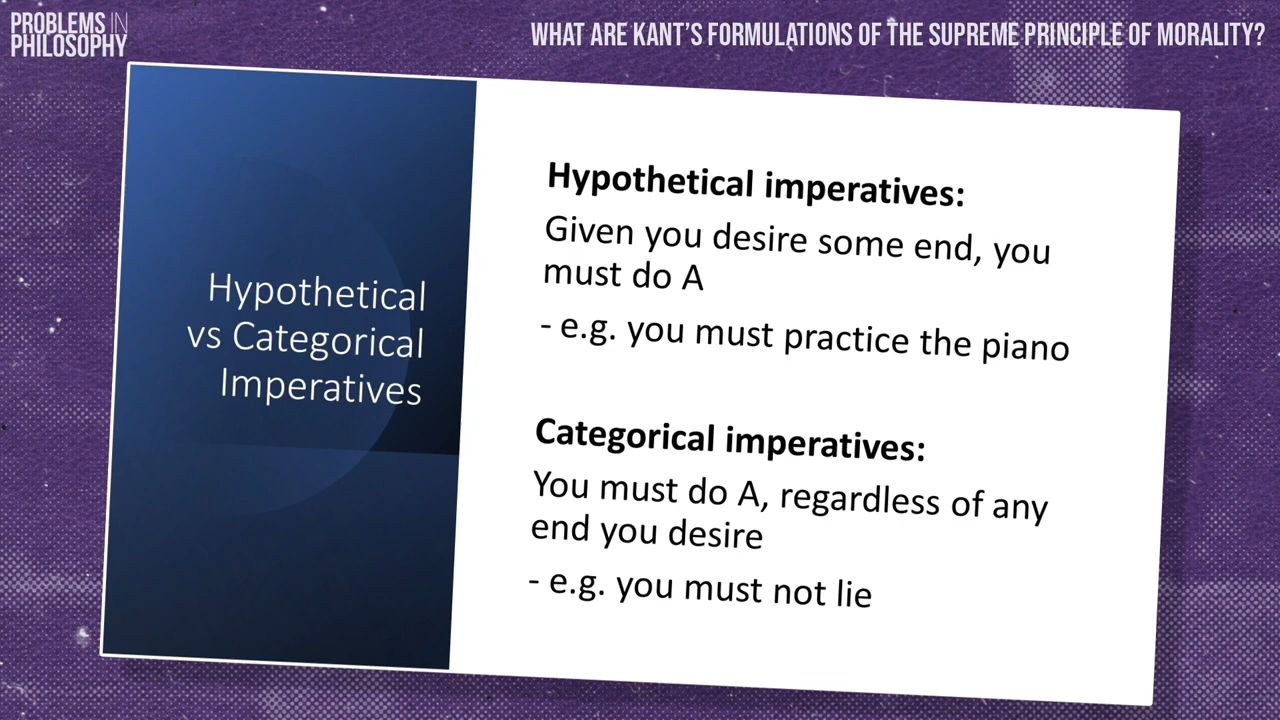 PROBLEMS IN
PHILOSOPHY
WHAT ARE KANT'S FORMULATIONS OF THE SUPREME PRINCIPLE OF MORALITY?
Hypothetical
vs Categorical
Imperatives
Hypothetical imperatives:
Given you desire some end, you
must do A
- e.g. you must practice the piano
Categorical imperatives:
You must do A, regardless of any
end you desire
- e.g. you must not lie